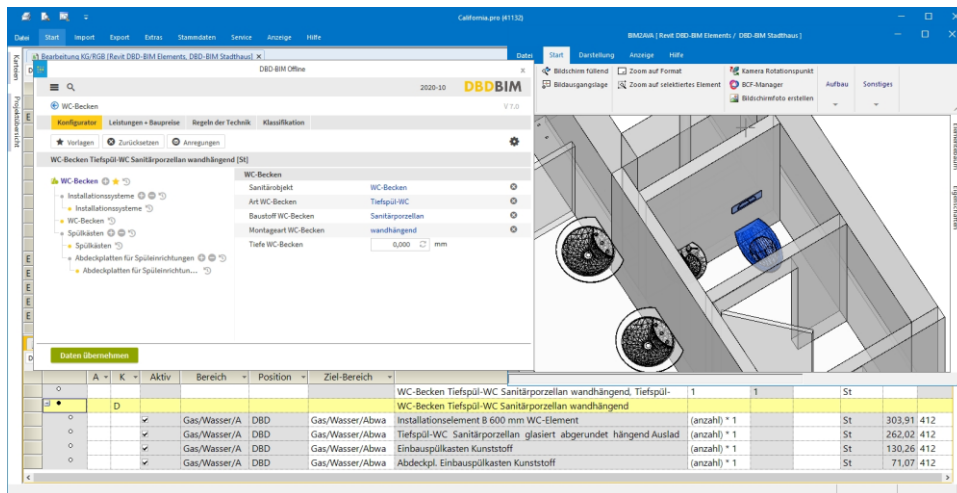 California.pro (41132)
Datei Start Import Export Extras Stammdaten Service Anzeige Hilfe
BIM2AVA [ Revit DBD-BIM Elements / DBD-BIM Stadthaus ]
Bearbeitung KG/RGB [Revit DBD-BIM Elements, DBD-BIM Stadthaus] ×
Datei Start Darstellung Anzeige Hilfe
Karteien
Projektübersicht
DBD-BIM Offline
2020-10 DBDBIM
WC-Becken V 7.0
Konfigurator Leistungen + Baupreise Regeln der Technik Klassifikation
Vorlagen Zurücksetzen Anregungen
WC-Becken Tiefspül-WC Sanitärporzellan wandhängend [St]
WC-Becken
Installationssysteme
Installationssysteme
WC-Becken
Spülkästen
Spülkästen
Abdeckplatten für Spüleinrichtungen
Abdeckplatten für Spüleinrichtun...
WC-Becken
Sanitärobjekt WC-Becken
Art WC-Becken Tiefspül-WC
Baustoff WC-Becken Sanitärporzellan
Montageart WC-Becken wandhängend
Tiefe WC-Becken 0,000 mm
Daten übernehmen
Bildschirm füllend Zoom auf Format Kamera Rotationspunkt
Bildausgangslage Zoom auf selektiertes Element BCF-Manager Aufbau Sonstiges
Bildschirmfoto erstellen
Elementebaum
Eigenschaften
E
E
E
E
E
E
A K Aktiv Bereich Position Ziel-Bereich
WC-Becken Tiefspül-WC Sanitärporzellan wandhängend, Tiefspül- 1 1 St
D WC-Becken Tiefspül-WC Sanitärporzellan wandhängend
Gas/Wasser/A DBD Gas/Wasser/Abwa Installationselement B 600 mm WC-Element (anzahl) * 1 St 303,91 412
Gas/Wasser/A DBD Gas/Wasser/Abwa Tiefspül-WC Sanitärporzellan glasiert abgerundet hängend Auslad (anzahl) * 1 St 262,02 412
Gas/Wasser/A DBD Gas/Wasser/Abwa Einbauspülkasten Kunststoff (anzahl) * 1 St 130,26 412
Gas/Wasser/A DBD Gas/Wasser/Abwa Abdeckpl. Einbauspülkasten Kunststoff (anzahl) * 1 St 71,07 412